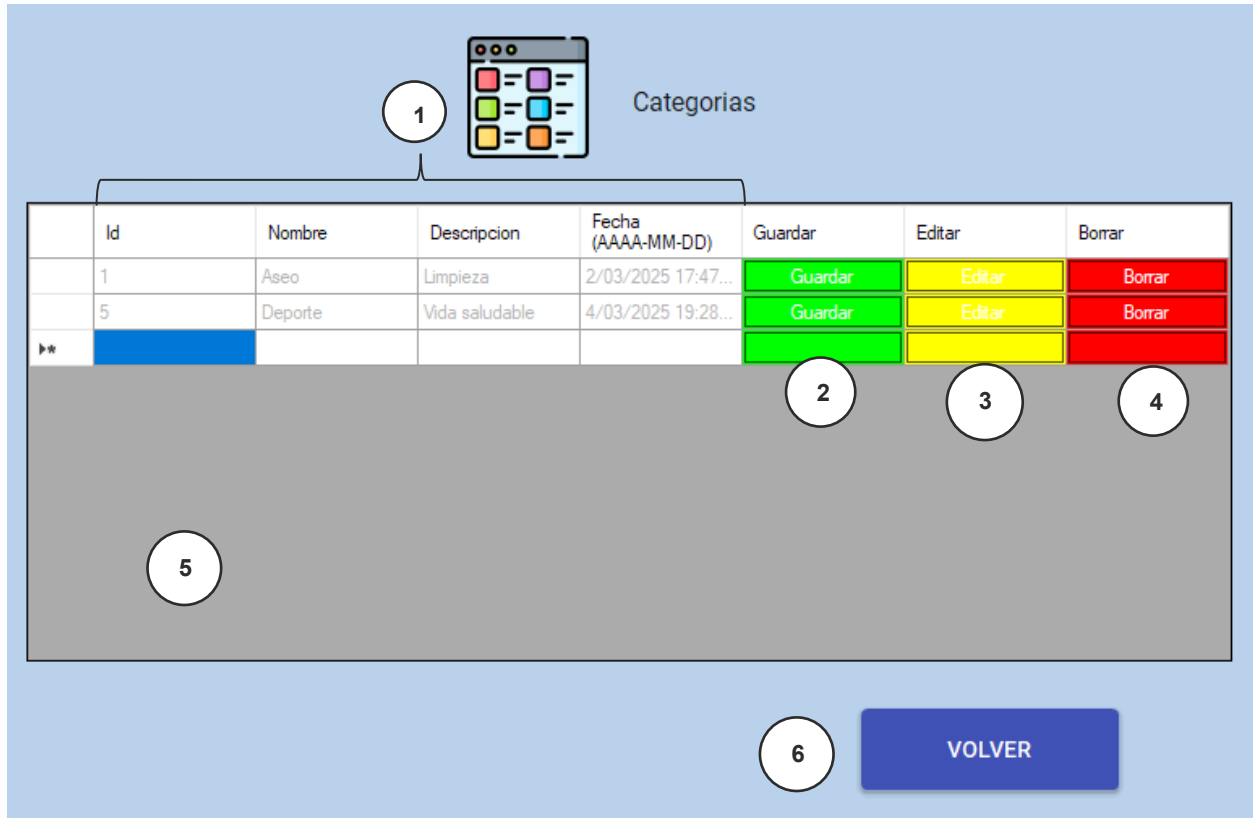 1
Categorias
Id Nombre Descripcion Fecha (AAAA-MM-DD) Guardar Editar Borrar
1 Aseo Limpieza 2/03/2025 17:47... Guardar Editar Borrar
5 Deporte Vida saludable 4/03/2025 19:28... Guardar Editar Borrar
2
3
4
5
6
VOLVER